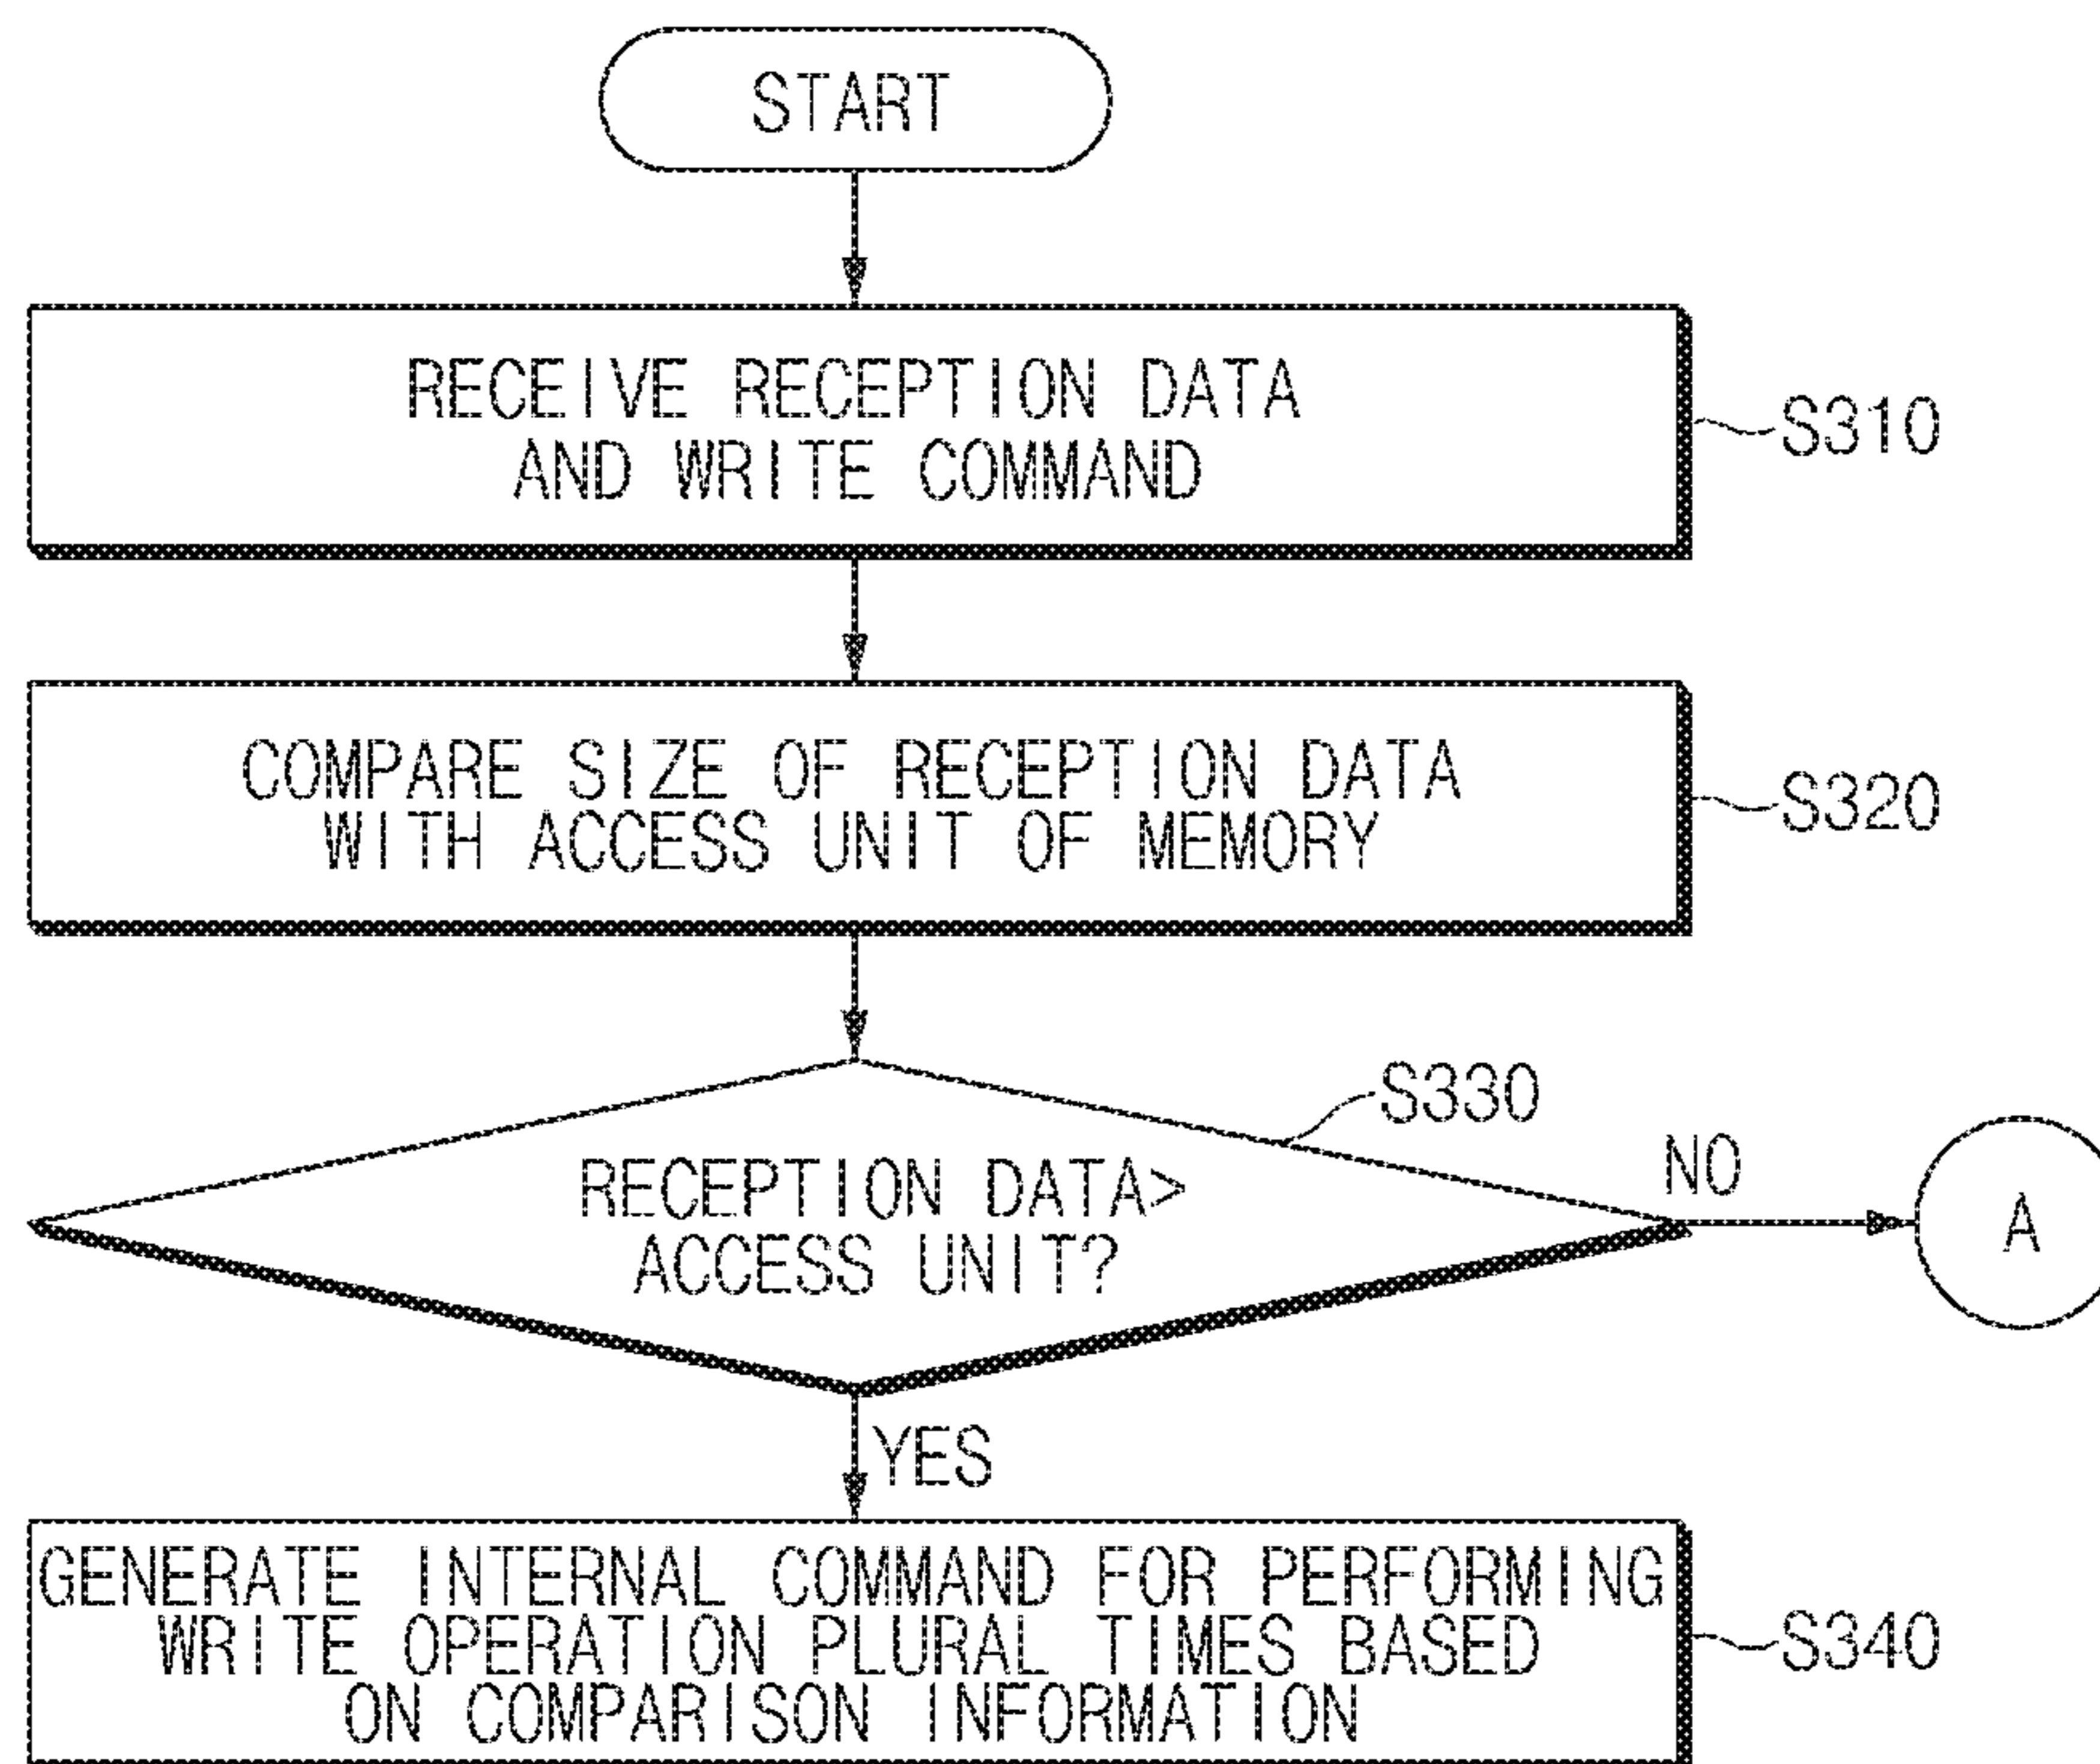 START
RECEIVE RECEPTION DATA
AND WRITE COMMAND
S310
COMPARE SIZE OF RECEPTION DATA
WITH ACCESS UNIT OF MEMORY
S320
S330
RECEPTION DATA>
ACCESS UNIT?
NO
A
YES
GENERATE INTERNAL COMMAND FOR PERFORMING
WRITE OPERATION PLURAL TIMES BASED
ON COMPARISON INFORMATION
S340